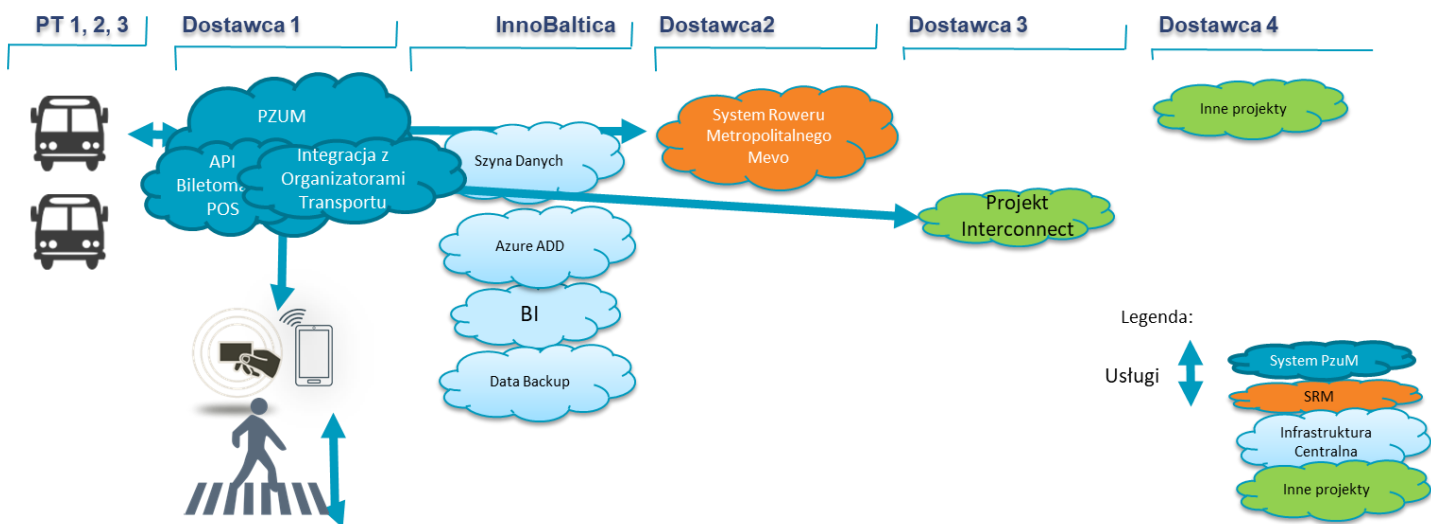 PT 1, 2, 3
Dostawca 1
InnoBaltica
Dostawca2
Dostawca 3
Dostawca 4
PZUM
API
Biletoma
POS
Integracja z
Organizatorami
Transportu
Szyna Danych
Azure ADD
BI
Data Backup
System Roweru
Metropolitalnego
Mevo
Projekt
Interconnect
Inne projekty
Legenda:
Usługi
System PzuM
SRM
Infrastruktura
Centralna
Inne projekty